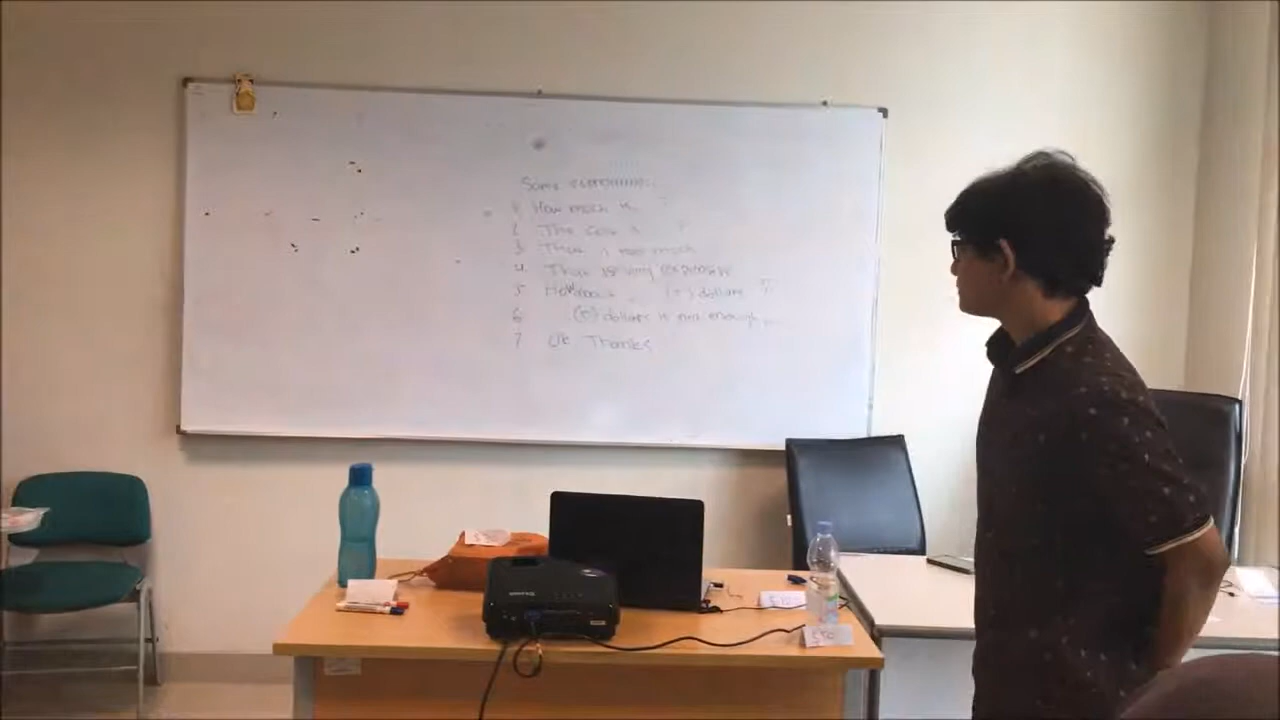 Some
1 How much is ... ?
2 The cost is ?
3 That is too much
4 That is very expensive
5 How about ... (...) dollars ?
6 (...) dollars is not enough ...
7 Ok Thanks